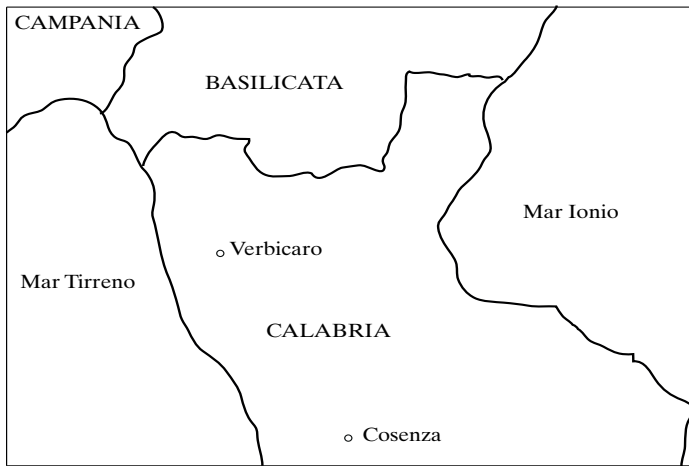 CAMPANIA
BASILICATA
Mar Ionio
Verbicaro
Mar Tirreno
CALABRIA
Cosenza